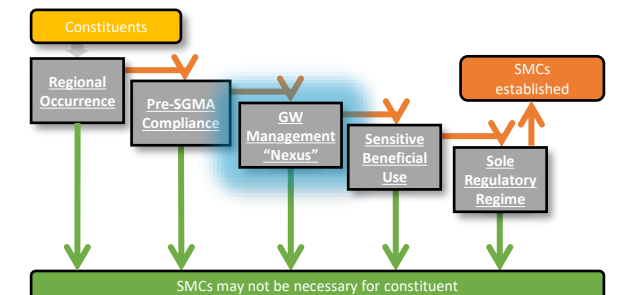 Constituents
Regional
Occurrence
Pre-SGMA
Compliance
GW
Management
“Nexus”
Sensitive
Beneficial
Use
Sole
Regulatory
Regime
SMCs
established
SMCs may not be necessary for constituent